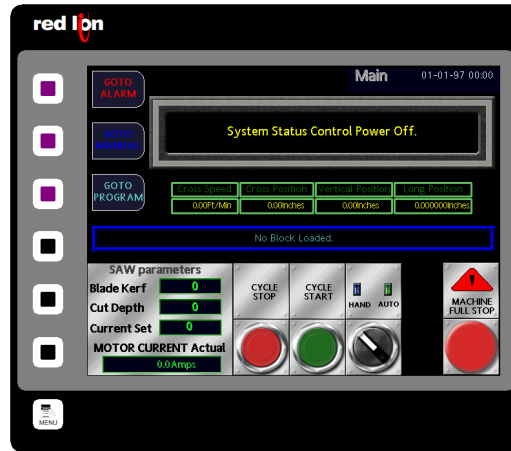 red lion
Main
01-01-97 00:00
GOTO
ALARM
System Status Control Power Off.
GOTO
MANUAL
GOTO
PROGRAM
Cross Speed Cross Position Vertical Position Long Position
0.00Ft/Min 0.00Inches 0.00Inches 0.000000Inches
No Block Loaded.
SAW parameters
Blade Kerf 0
Cut Depth 0
Current Set 0
MOTOR CURRENT Actual
0.0Amps
CYCLE
STOP
CYCLE
START
HAND AUTO
MACHINE
FULL STOP
MENU